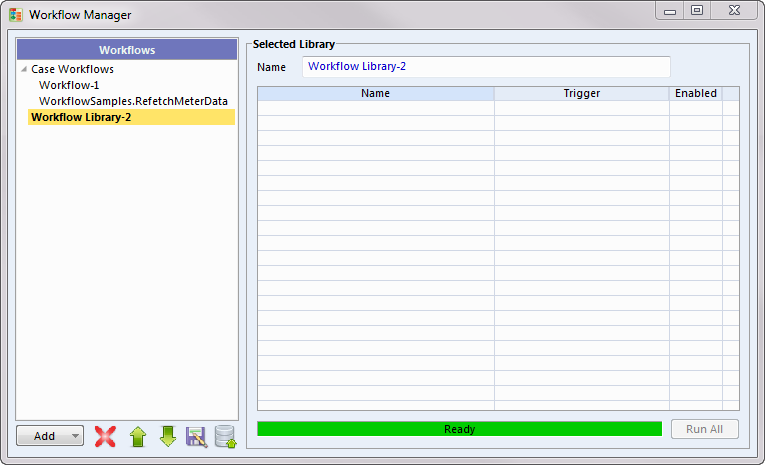 Workflow Manager
Workflows
Case Workflows
Workflow-1
WorkflowSamples.RefetchMeterData
Workflow Library-2
Add
Selected Library
Name Workflow Library-2
Name Trigger Enabled
Ready
Run All